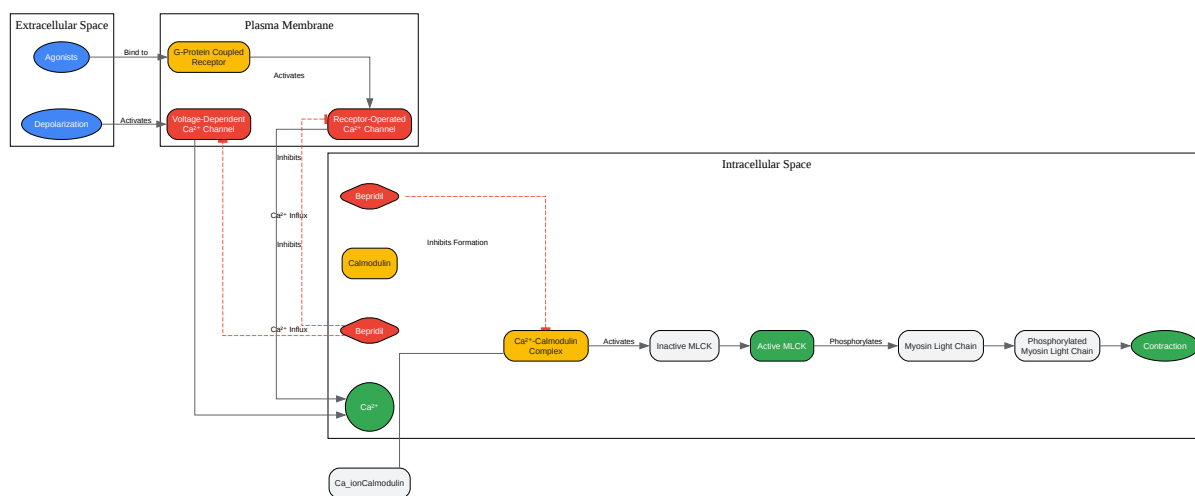 Extracellular Space
Plasma Membrane
Agonists
Bind to
G-Protein Coupled
Receptor
Activates
Depolarization
Activates
Voltage-Dependent
Ca²⁺ Channel
Receptor-Operated
Ca²⁺ Channel
Inhibits
Intracellular Space
Bepridil
Ca²⁺ Influx
Inhibits
Inhibits Formation
Calmodulin
Ca²⁺ Influx
Bepridil
Ca²⁺-Calmodulin
Complex
Activates
Inactive MLCK
Active MLCK
Phosphorylates
Myosin Light Chain
Phosphorylated
Myosin Light Chain
Contraction
Ca²⁺
Ca_ionCalmodulin